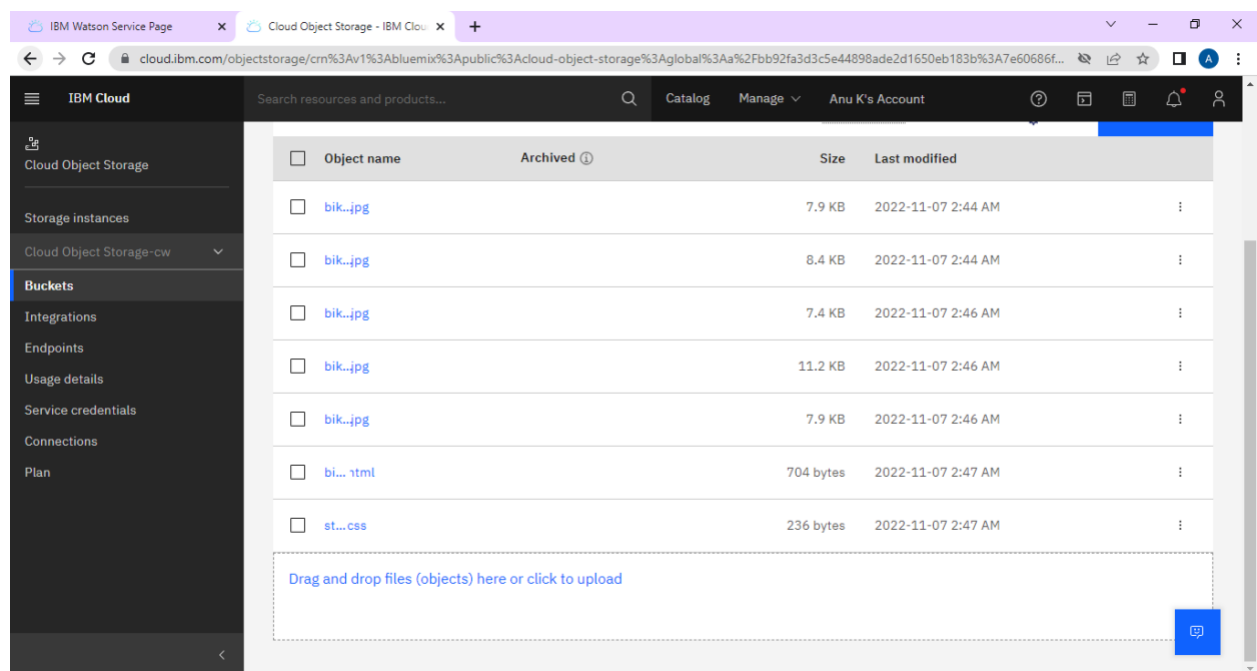 IBM Watson Service Page
Cloud Object Storage - IBM Clou
cloud.ibm.com/objectstorage/crn%3Av1%3Abluemix%3Apublic%3Acloud-object-storage%3Aglobal%3Aa%2Fbb92fa3d3c5e44898ade2d1650eb183b%3A7e60686f...
A
IBM Cloud
Search resources and products...
Catalog
Manage
Anu K's Account
Cloud Object Storage
Storage instances
Cloud Object Storage-cw
Buckets
Integrations
Endpoints
Usage details
Service credentials
Connections
Plan
Object name Archived Size Last modified
bik...jpg 7.9 KB 2022-11-07 2:44 AM
bik...jpg 8.4 KB 2022-11-07 2:44 AM
bik...jpg 7.4 KB 2022-11-07 2:46 AM
bik...jpg 11.2 KB 2022-11-07 2:46 AM
bik...jpg 7.9 KB 2022-11-07 2:46 AM
bi... html 704 bytes 2022-11-07 2:47 AM
st...css 236 bytes 2022-11-07 2:47 AM
Drag and drop files (objects) here or click to upload